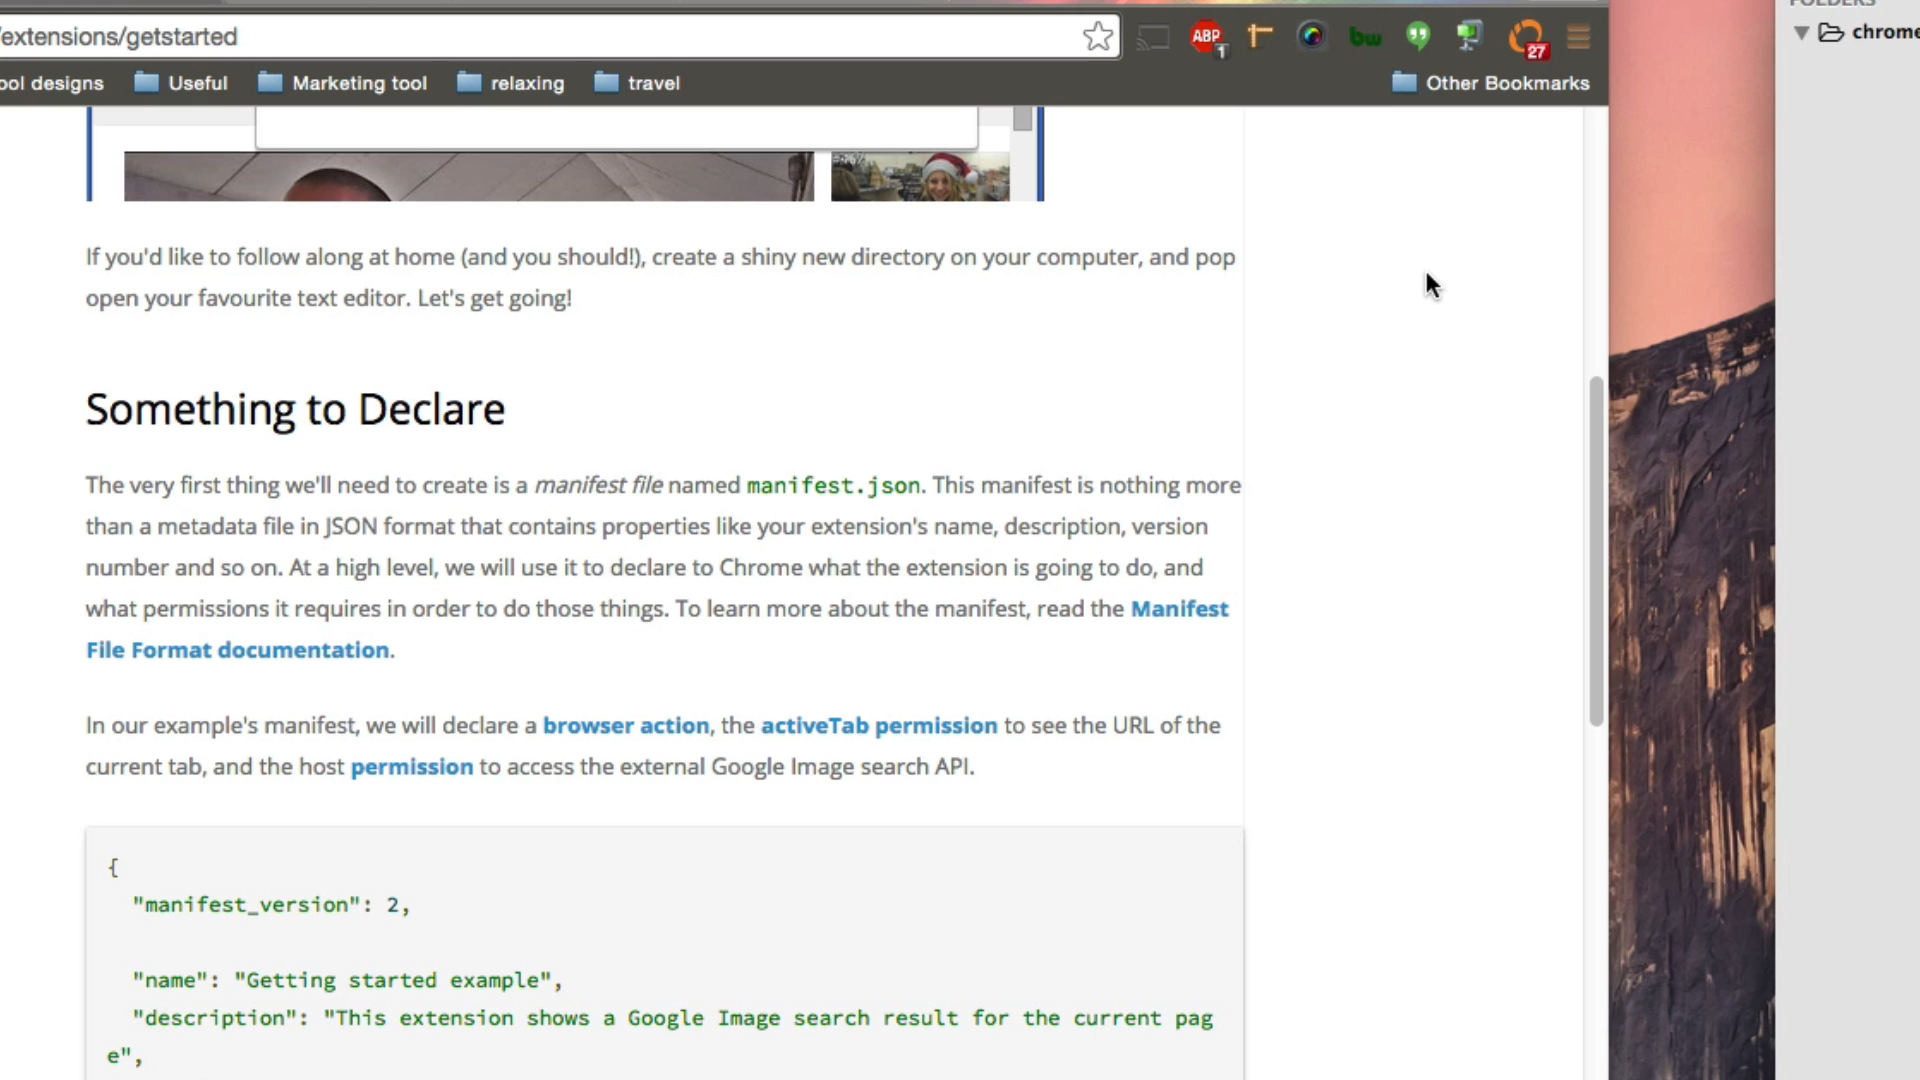 /extensions/getstarted
ABP 1
bw
27
FOLDERS
chrome
ool designs Useful Marketing tool relaxing travel Other Bookmarks
If you'd like to follow along at home (and you should!), create a shiny new directory on your computer, and pop
open your favourite text editor. Let's get going!
Something to Declare
The very first thing we'll need to create is a manifest file named manifest.json. This manifest is nothing more
than a metadata file in JSON format that contains properties like your extension's name, description, version
number and so on. At a high level, we will use it to declare to Chrome what the extension is going to do, and
what permissions it requires in order to do those things. To learn more about the manifest, read the Manifest
File Format documentation.
In our example's manifest, we will declare a browser action, the activeTab permission to see the URL of the
current tab, and the host permission to access the external Google Image search API.
{
"manifest_version": 2,
"name": "Getting started example",
"description": "This extension shows a Google Image search result for the current pag
e",